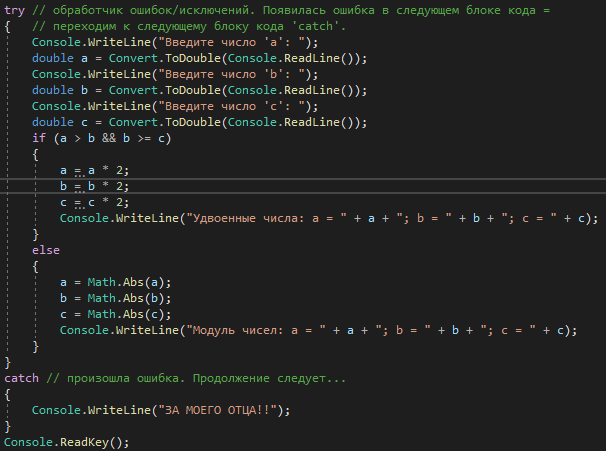 try // обработчик ошибок/исключений. Появилась ошибка в следующем блоке кода =
{ // переходим к следующему блоку кода 'catch'.
Console.WriteLine("Введите число 'a': ");
double a = Convert.ToDouble(Console.ReadLine());
Console.WriteLine("Введите число 'b': ");
double b = Convert.ToDouble(Console.ReadLine());
Console.WriteLine("Введите число 'c': ");
double c = Convert.ToDouble(Console.ReadLine());
if (a > b && b >= c)
{
a = a * 2;
b = b * 2;
c = c * 2;
Console.WriteLine("Удвоенные числа: a = " + a + "; b = " + b + "; c = " + c);
}
else
{
a = Math.Abs(a);
b = Math.Abs(b);
c = Math.Abs(c);
Console.WriteLine("Модуль чисел: a = " + a + "; b = " + b + "; c = " + c);
}
}
catch // произошла ошибка. Продолжение следует...
{
Console.WriteLine("ЗА МОЕГО ОТЦА!!");
}
Console.ReadKey();